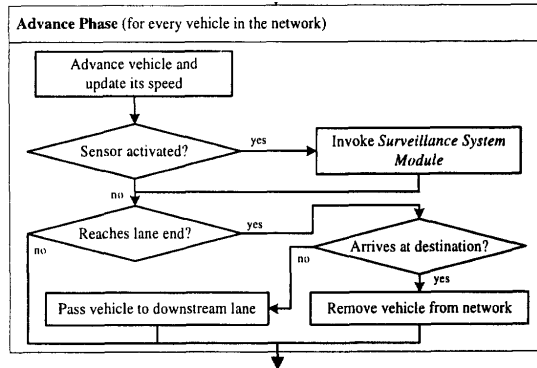 Advance Phase (for every vehicle in the network)
Advance vehicle and
update its speed
Sensor activated?
yes
Invoke Surveillance System
Module
no
Reaches lane end?
yes
no
Arrives at destination?
no
yes
Pass vehicle to downstream lane
Remove vehicle from network